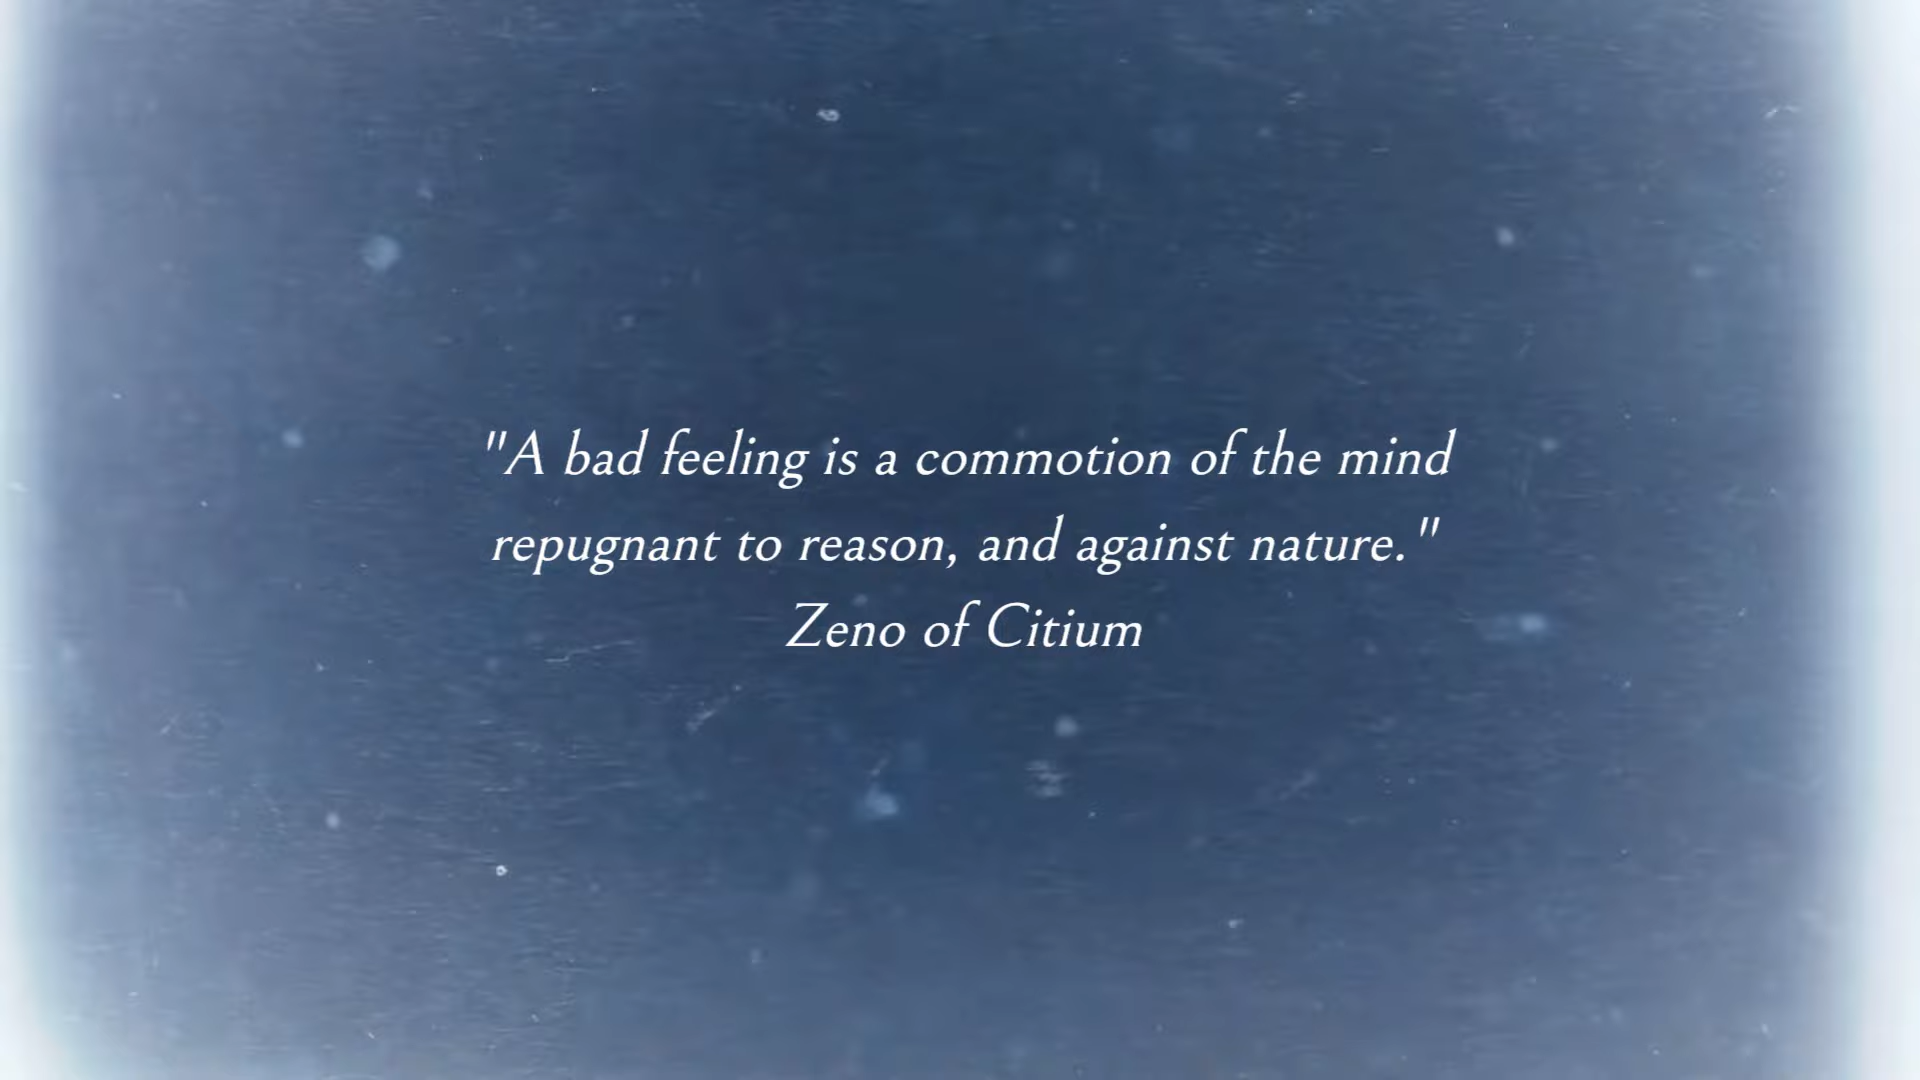 "A bad feeling is a commotion of the mind
repugnant to reason, and against nature."
Zeno of Citium